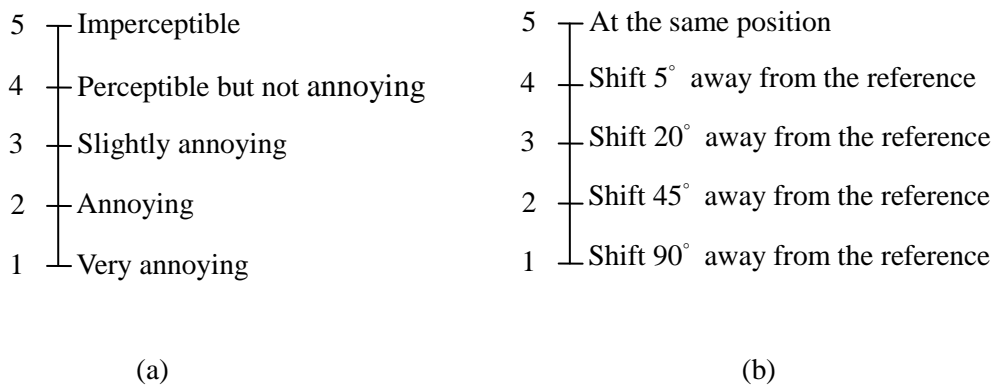 5 Imperceptible
4 Perceptible but not annoying
3 Slightly annoying
2 Annoying
1 Very annoying
(a)
5 At the same position
4 Shift 5° away from the reference
3 Shift 20° away from the reference
2 Shift 45° away from the reference
1 Shift 90° away from the reference
(b)